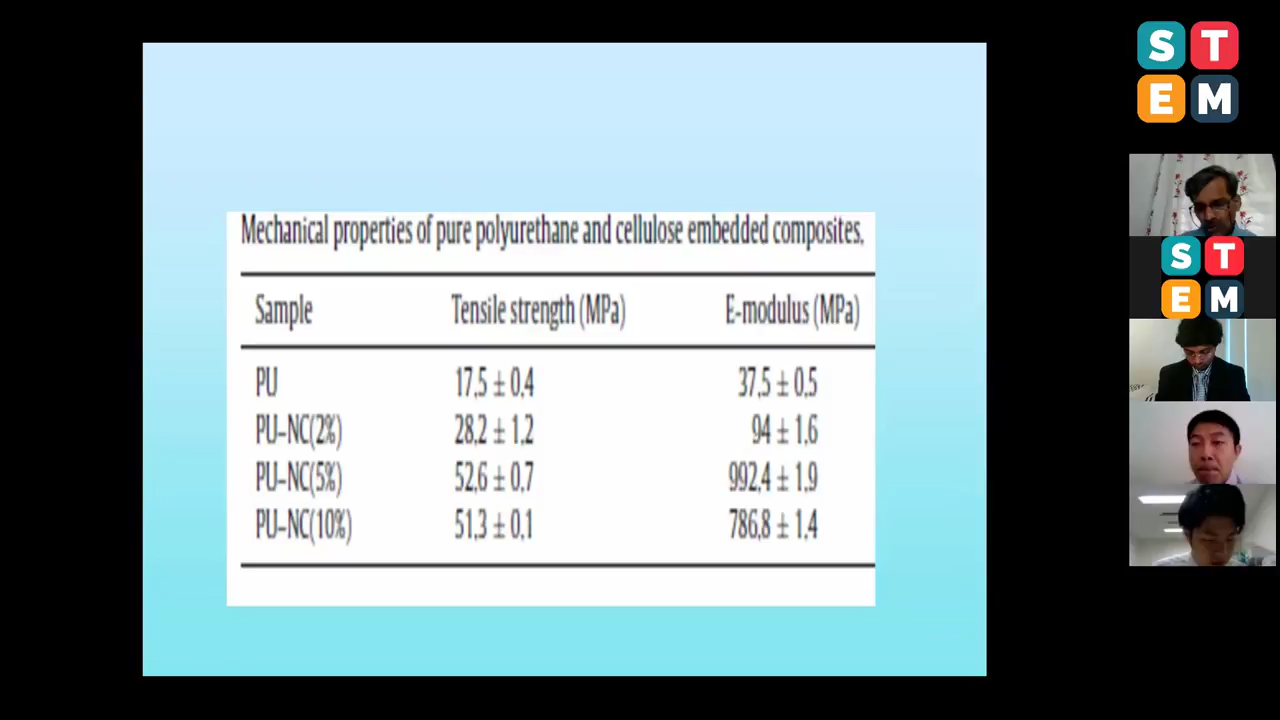 Mechanical properties of pure polyurethane and cellulose embedded composites.
Sample Tensile strength (MPa) E-modulus (MPa)
PU 17.5 ± 0.4 37.5 ± 0.5
PU–NC(2%) 28.2 ± 1.2 94 ± 1.6
PU–NC(5%) 52.6 ± 0.7 992.4 ± 1.9
PU–NC(10%) 51.3 ± 0.1 786.8 ± 1.4
S T
E M
S T
E M